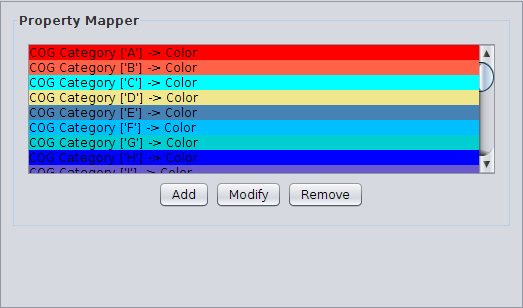 Property Mapper
COG Category ['A'] -> Color
COG Category ['B'] -> Color
COG Category ['C'] -> Color
COG Category ['D'] -> Color
COG Category ['E'] -> Color
COG Category ['F'] -> Color
COG Category ['G'] -> Color
COG Category ['H'] -> Color
COG Category ['I'] -> Color
Add Modify Remove